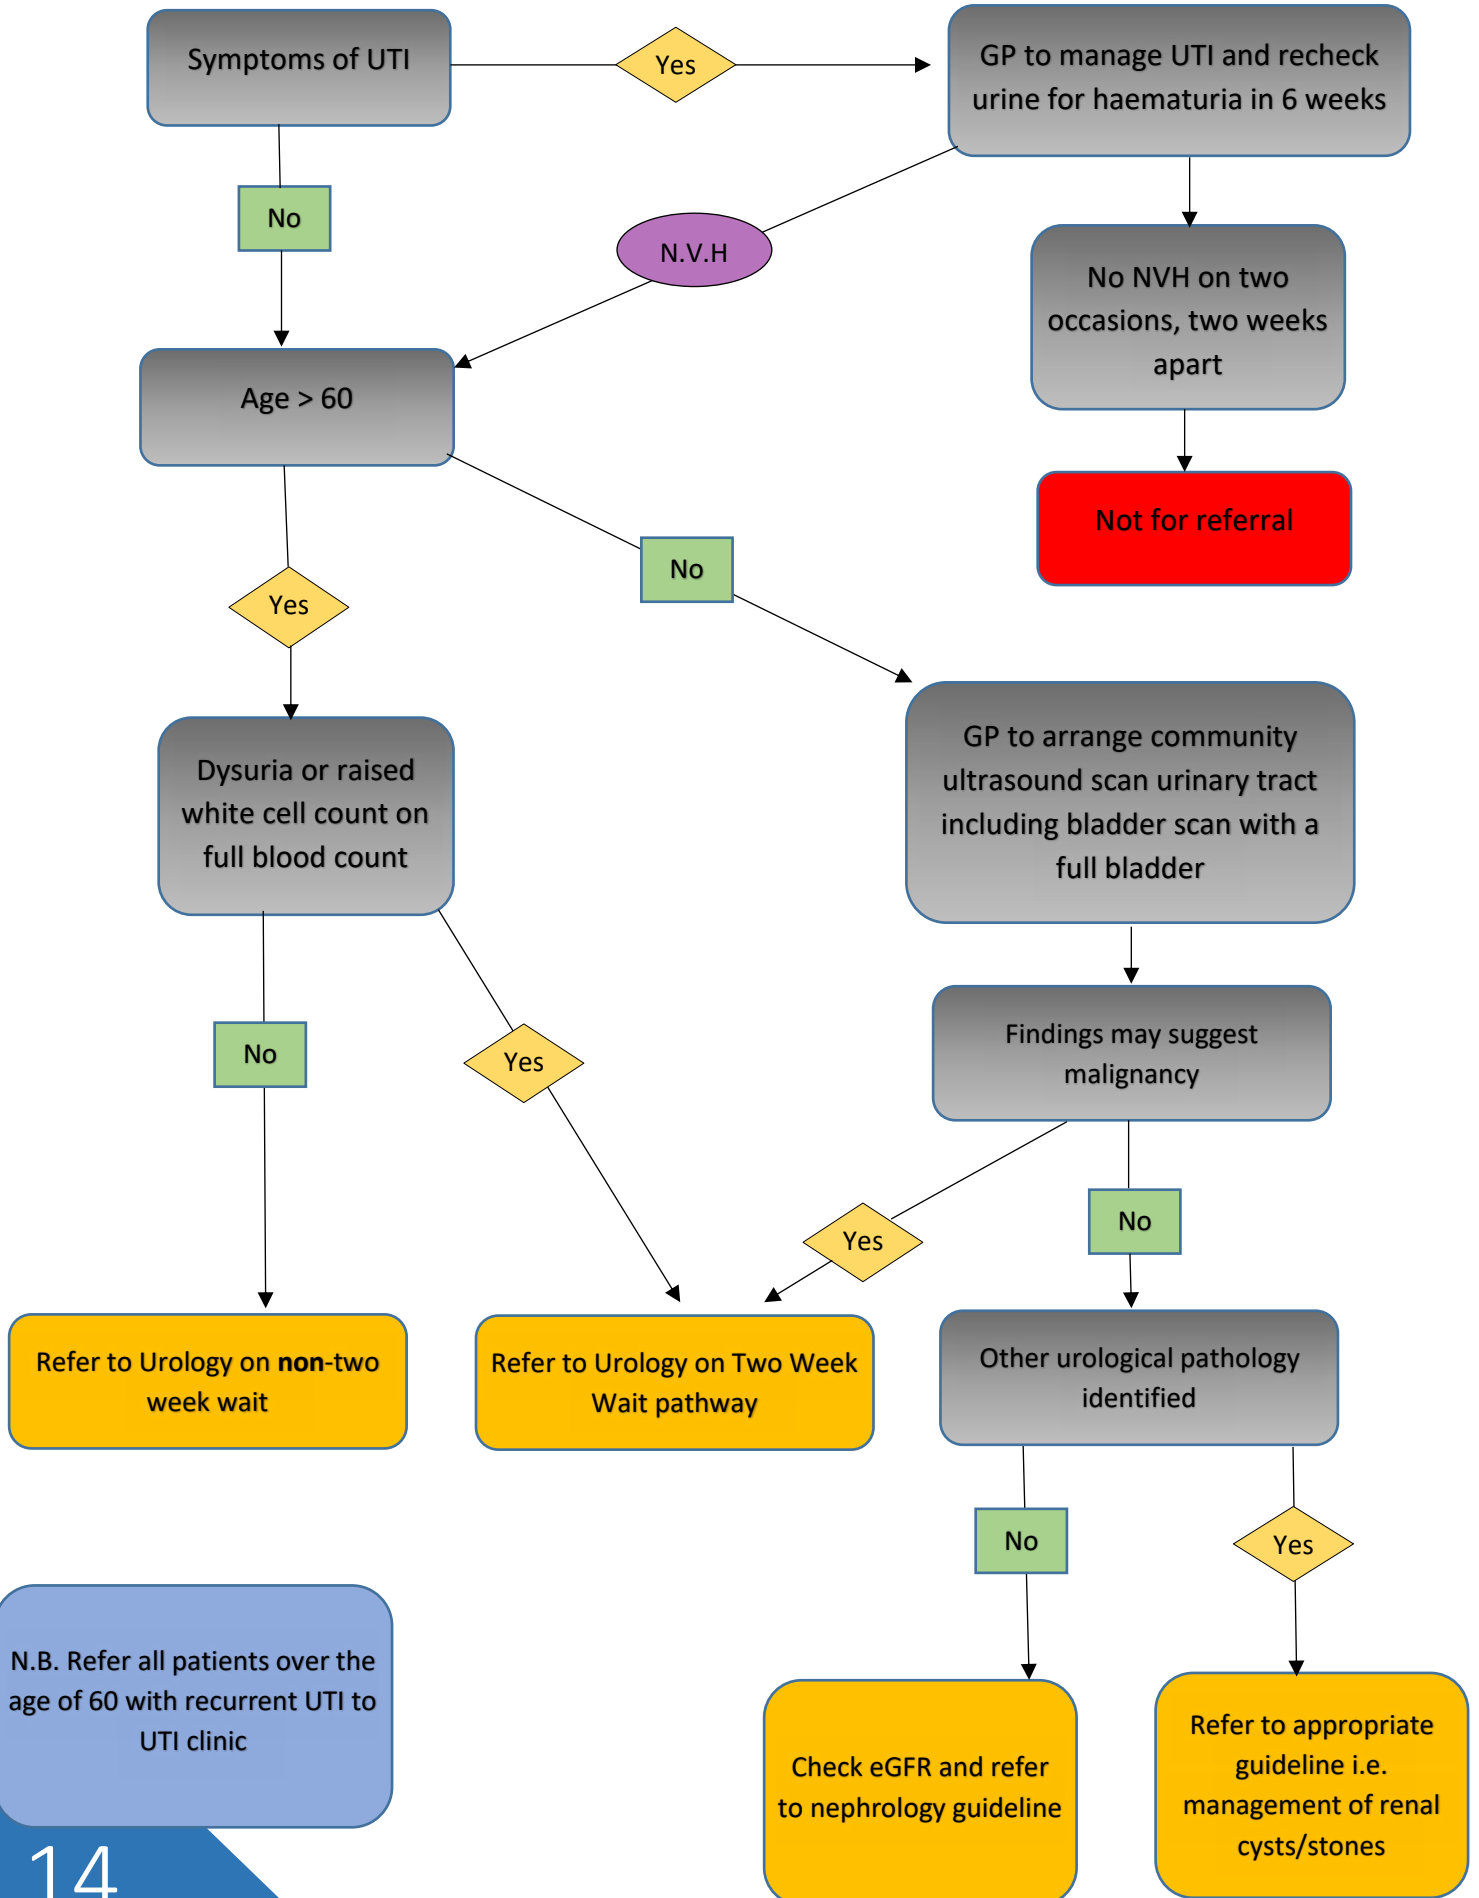 Symptoms of UTI
Yes
GP to manage UTI and recheck
urine for haematuria in 6 weeks
No
N.V.H
No NVH on two
occasions, two weeks
apart
Age > 60
Not for referral
No
Yes
GP to arrange community
ultrasound scan urinary tract
including bladder scan with a
full bladder
Dysuria or raised
white cell count on
full blood count
Findings may suggest
malignancy
No
Yes
Yes
No
Refer to Urology on non-two
week wait
Refer to Urology on Two Week
Wait pathway
Other urological pathology
identified
No
Yes
N.B. Refer all patients over the
age of 60 with recurrent UTI to
UTI clinic
Check eGFR and refer
to nephrology guideline
Refer to appropriate
guideline i.e.
management of renal
cysts/stones
14